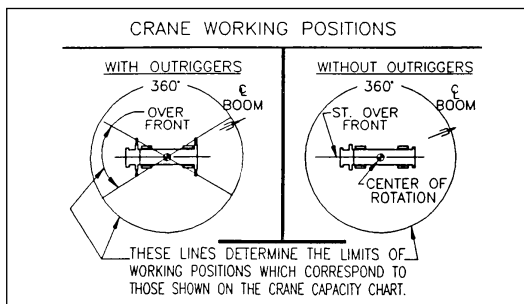 CRANE WORKING POSITIONS
WITH OUTRIGGERS
360°
℄
BOOM
OVER
FRONT
WITHOUT OUTRIGGERS
360°
℄
BOOM
ST. OVER
FRONT
CENTER OF
ROTATION
THESE LINES DETERMINE THE LIMITS OF
WORKING POSITIONS WHICH CORRESPOND TO
THOSE SHOWN ON THE CRANE CAPACITY CHART.